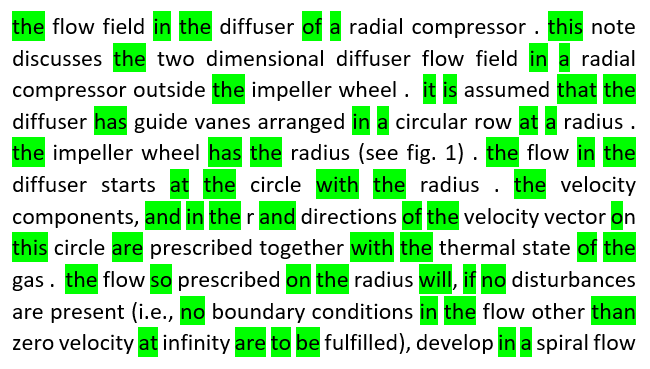 the flow field in the diffuser of a radial compressor . this note
discusses the two dimensional diffuser flow field in a radial
compressor outside the impeller wheel . it is assumed that the
diffuser has guide vanes arranged in a circular row at a radius .
the impeller wheel has the radius (see fig. 1) . the flow in the
diffuser starts at the circle with the radius . the velocity
components, and in the r and directions of the velocity vector on
this circle are prescribed together with the thermal state of the
gas . the flow so prescribed on the radius will, if no disturbances
are present (i.e., no boundary conditions in the flow other than
zero velocity at infinity are to be fulfilled), develop in a spiral flow